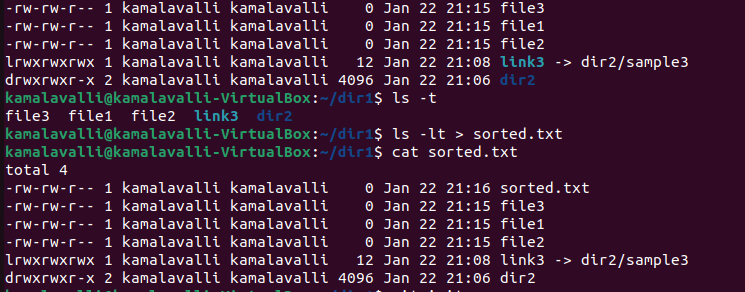 -rw-rw-r-- 1 kamalavalli kamalavalli    0 Jan 22 21:15 file3
-rw-rw-r-- 1 kamalavalli kamalavalli    0 Jan 22 21:15 file1
-rw-rw-r-- 1 kamalavalli kamalavalli    0 Jan 22 21:15 file2
lrwxrwxrwx 1 kamalavalli kamalavalli   12 Jan 22 21:08 link3 -> dir2/sample3
drwxrwxr-x 2 kamalavalli kamalavalli 4096 Jan 22 21:06 dir2
kamalavalli@kamalavalli-VirtualBox:~/dir1$ ls -t
file3  file1  file2  link3  dir2
kamalavalli@kamalavalli-VirtualBox:~/dir1$ ls -lt > sorted.txt
kamalavalli@kamalavalli-VirtualBox:~/dir1$ cat sorted.txt
total 4
-rw-rw-r-- 1 kamalavalli kamalavalli    0 Jan 22 21:16 sorted.txt
-rw-rw-r-- 1 kamalavalli kamalavalli    0 Jan 22 21:15 file3
-rw-rw-r-- 1 kamalavalli kamalavalli    0 Jan 22 21:15 file1
-rw-rw-r-- 1 kamalavalli kamalavalli    0 Jan 22 21:15 file2
lrwxrwxrwx 1 kamalavalli kamalavalli   12 Jan 22 21:08 link3 -> dir2/sample3
drwxrwxr-x 2 kamalavalli kamalavalli 4096 Jan 22 21:06 dir2